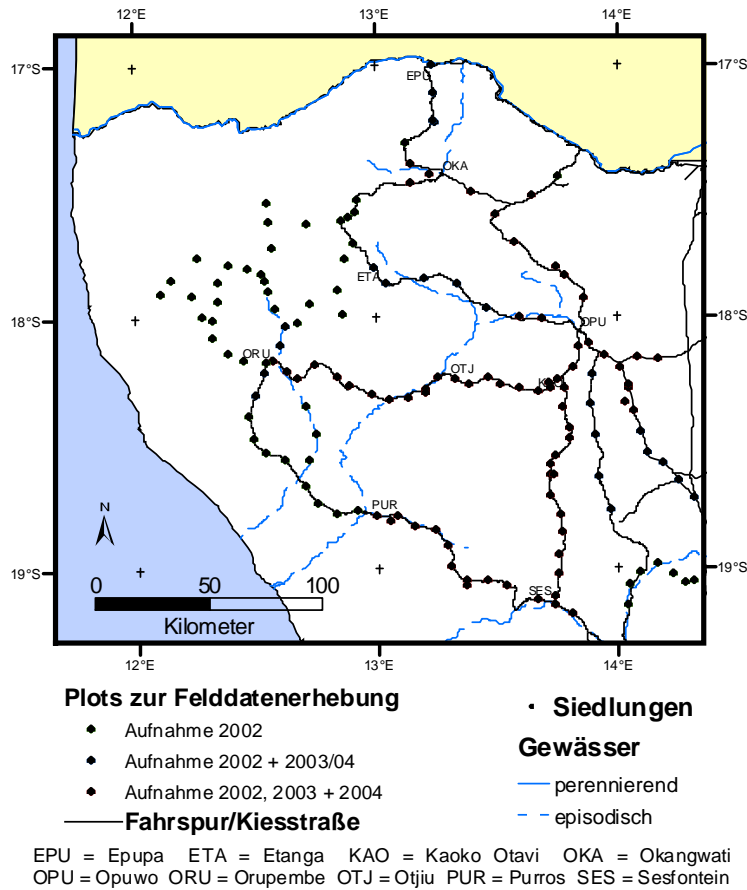 12°E 13°E 14°E
17°S 17°S
EPU
OKA
ETA
18°S 18°S
OPU
ORU
OTJ
PUR
N
19°S 19°S
0 50 100
SES
Kilometer
12°E 13°E 14°E
Plots zur Felddatenerhebung
Aufnahme 2002
Aufnahme 2002 + 2003/04
Aufnahme 2002, 2003 + 2004
Fahrspur/Kiesstraße
Siedlungen
Gewässer
perennierend
episodisch
EPU = Epupa ETA = Etanga KAO = Kaoko Otavi OKA = Okangwati
OPU = Opuwo ORU = Orupembe OTJ = Otjiu PUR = Purros SES = Sesfontein